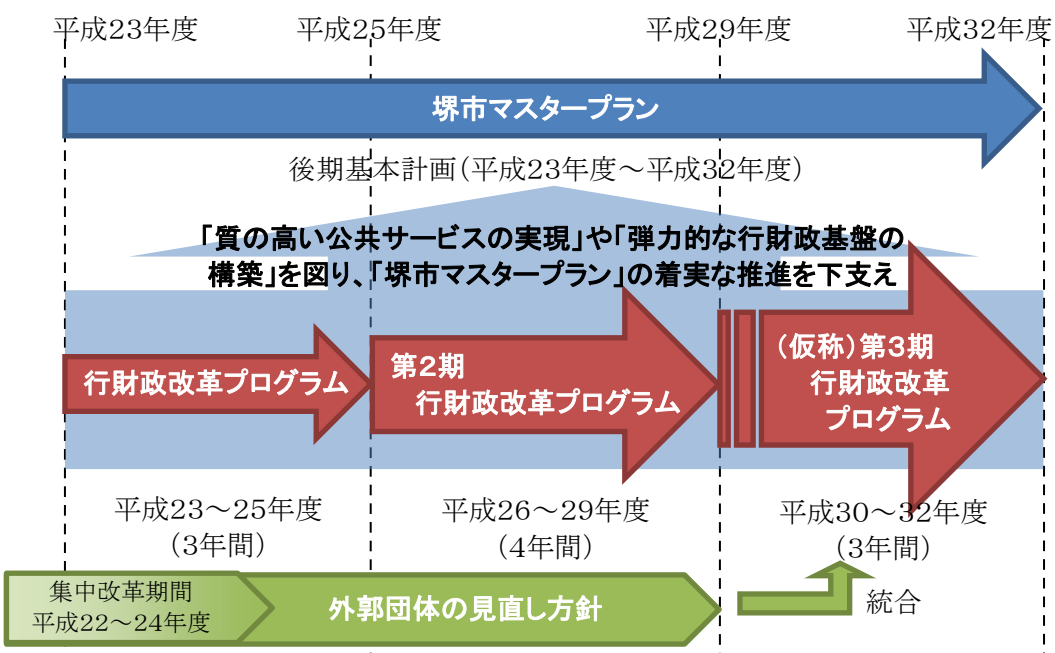 平成23年度
平成25年度
平成29年度
平成32年度
堺市マスタープラン
後期基本計画(平成23年度～平成32年度)
「質の高い公共サービスの実現」や「弾力的な行財政基盤の
構築」を図り、「堺市マスタープラン」の着実な推進を下支え
行財政改革プログラム
第2期
行財政改革プログラム
(仮称)第3期
行財政改革
プログラム
平成23～25年度
(3年間)
平成26～29年度
(4年間)
平成30～32年度
(3年間)
集中改革期間
平成22～24年度
外郭団体の見直し方針
統合